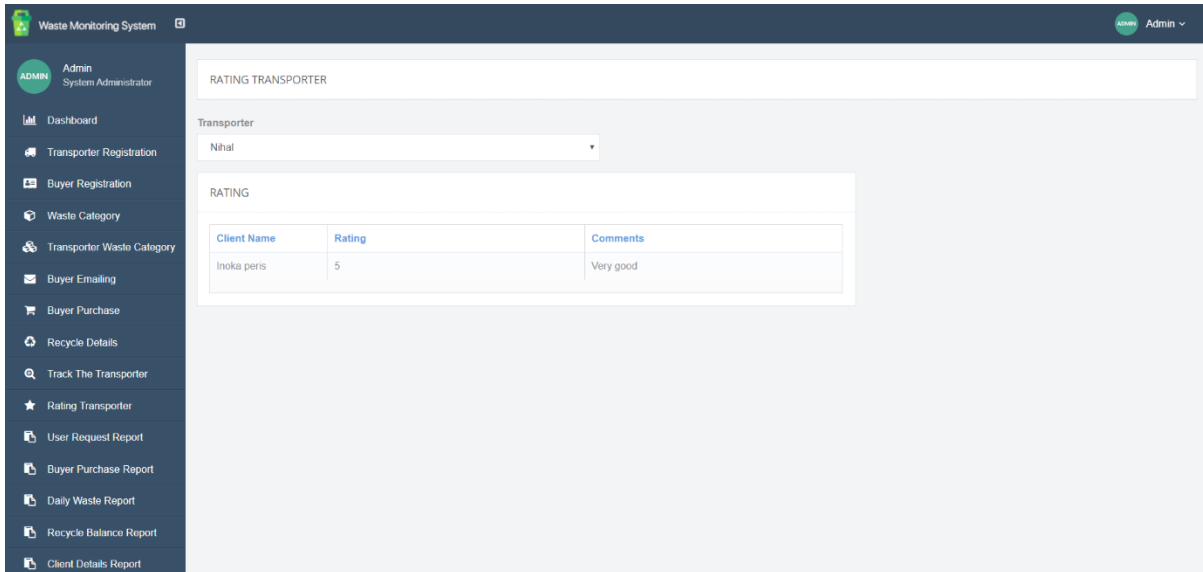 Waste Monitoring System
ADMIN Admin
ADMIN
Admin
System Administrator
Dashboard
Transporter Registration
Buyer Registration
Waste Category
Transporter Waste Category
Buyer Emailing
Buyer Purchase
Recycle Details
Track The Transporter
Rating Transporter
User Request Report
Buyer Purchase Report
Daily Waste Report
Recycle Balance Report
Client Details Report
RATING TRANSPORTER
Transporter
Nihal
RATING
Client Name Rating Comments
Inoka peris 5 Very good